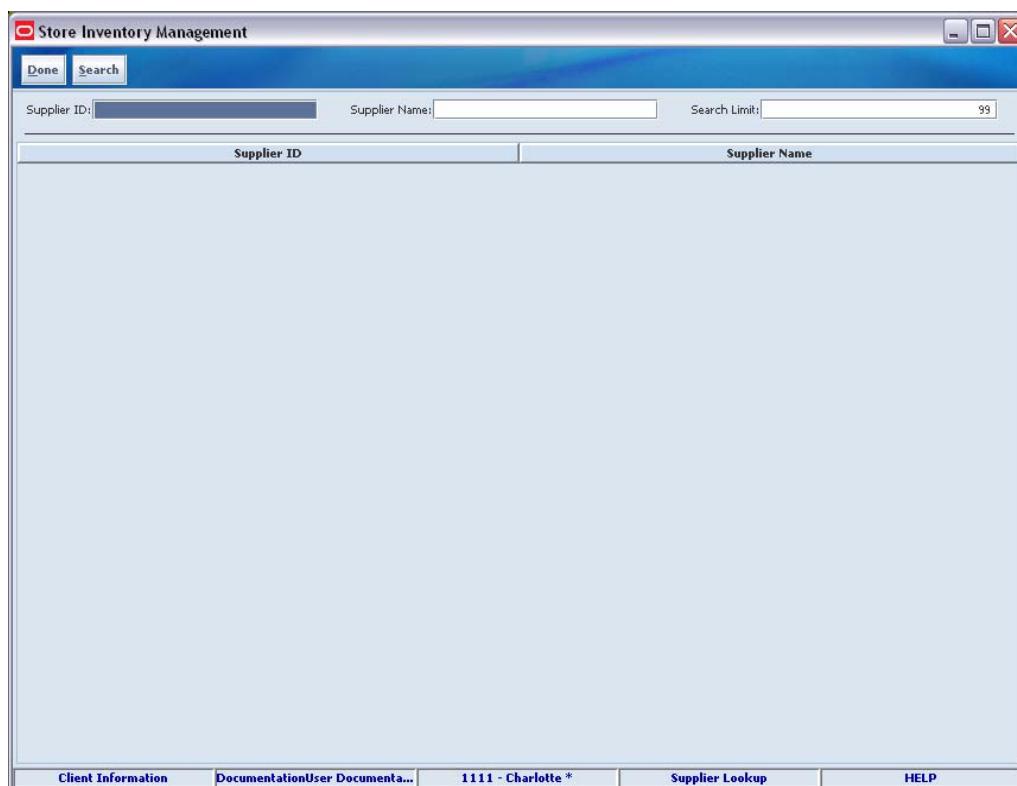 Store Inventory Management
Done Search
Supplier ID: Supplier Name: Search Limit: 99
Supplier ID Supplier Name
Client Information DocumentationUser Documenta... 1111 - Charlotte * Supplier Lookup HELP